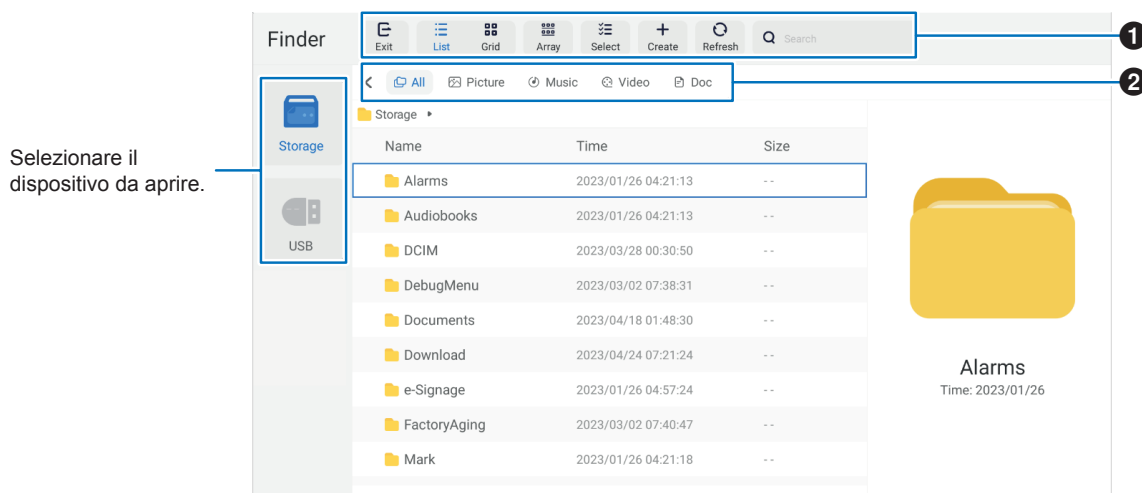 Finder
Exit List Grid Array Select Create Refresh Search
❶
All Picture Music Video Doc
❷
Selezionare il
dispositivo da aprire.
Storage
USB
Storage
Name Time Size
Alarms 2023/01/26 04:21:13 - -
Audiobooks 2023/01/26 04:21:13 - -
DCIM 2023/03/28 00:30:50 - -
DebugMenu 2023/03/02 07:38:31 - -
Documents 2023/04/18 01:48:30 - -
Download 2023/04/24 07:21:24 - -
e-Signage 2023/01/26 04:57:24 - -
FactoryAging 2023/03/02 07:40:47 - -
Mark 2023/01/26 04:21:18 - -
Alarms
Time: 2023/01/26